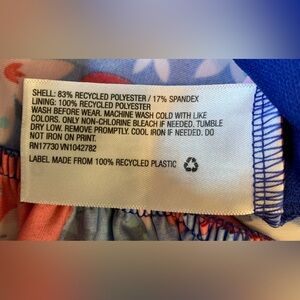 SHELL: 83% RECYCLED POLYESTER / 17% SPANDEX
LINING: 100% RECYCLED POLYESTER
WASH BEFORE WEAR. MACHINE WASH COLD WITH LIKE
COLORS. ONLY NON-CHLORINE BLEACH IF NEEDED. TUMBLE
DRY LOW. REMOVE PROMPTLY. COOL IRON IF NEEDED. DO
NOT IRON ON PRINT.
RN17730 VN1042782
LABEL MADE FROM 100% RECYCLED PLASTIC